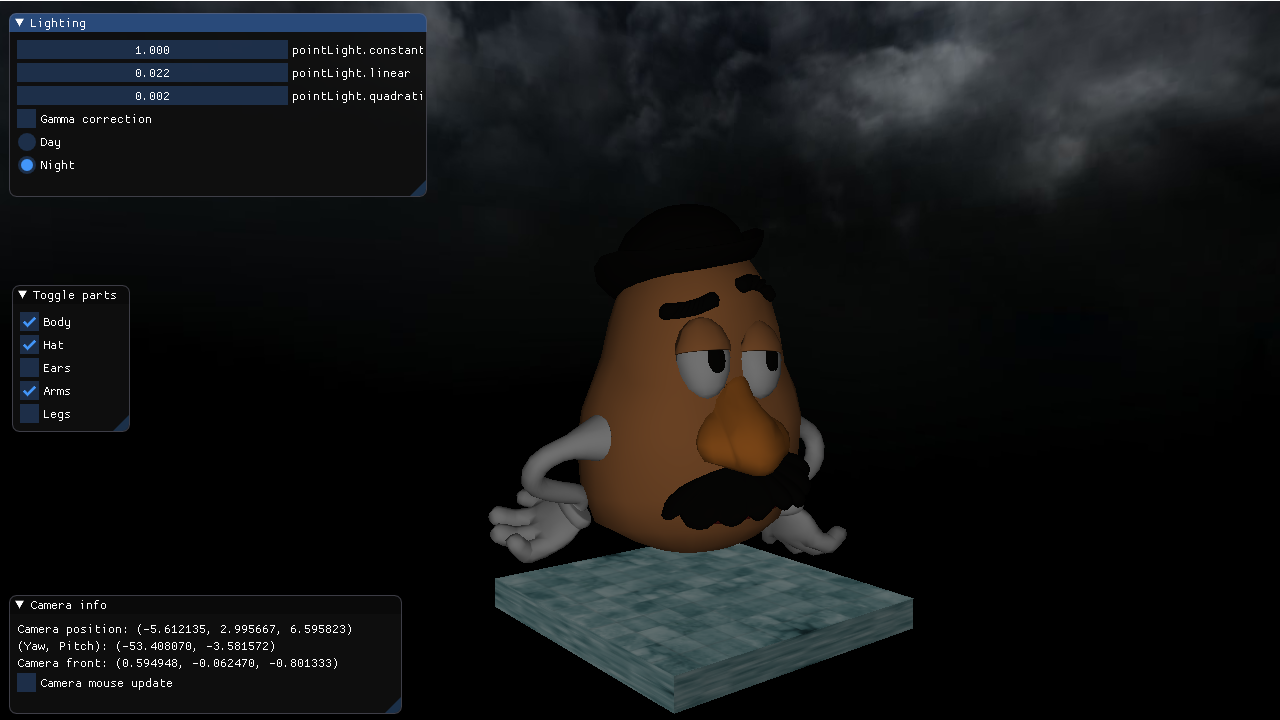 Lighting
1.000 pointLight.constant
0.022 pointLight.linear
0.002 pointLight.quadrati
Gamma correction
Day
Night
Toggle parts
Body
Hat
Ears
Arms
Legs
Camera info
Camera position: (-5.612135, 2.995667, 6.595823)
(Yaw, Pitch): (-53.408070, -3.581572)
Camera front: (0.594948, -0.062470, -0.801333)
Camera mouse update